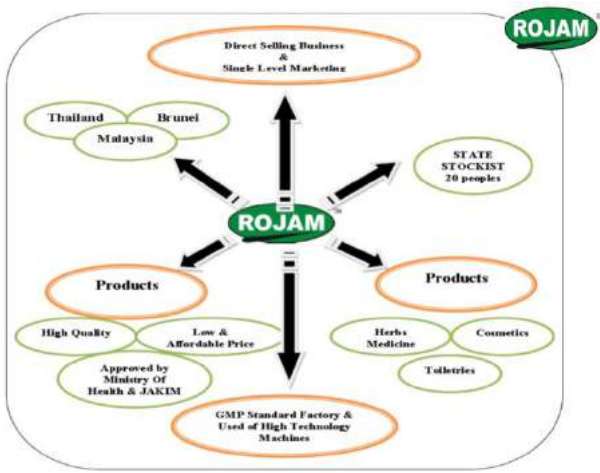 ROJAM
Direct Selling Business
&
Single Level Marketing
Thailand
Brunei
Malaysia
STATE
STOCKIST
20 peoples
ROJAM
Products
Products
High Quality
Low &
Affordable Price
Approved by
Ministry Of
Health & JAKIM
Herbs
Medicine
Cosmetics
Toiletries
GMP Standard Factory &
Used of High Technology
Machines